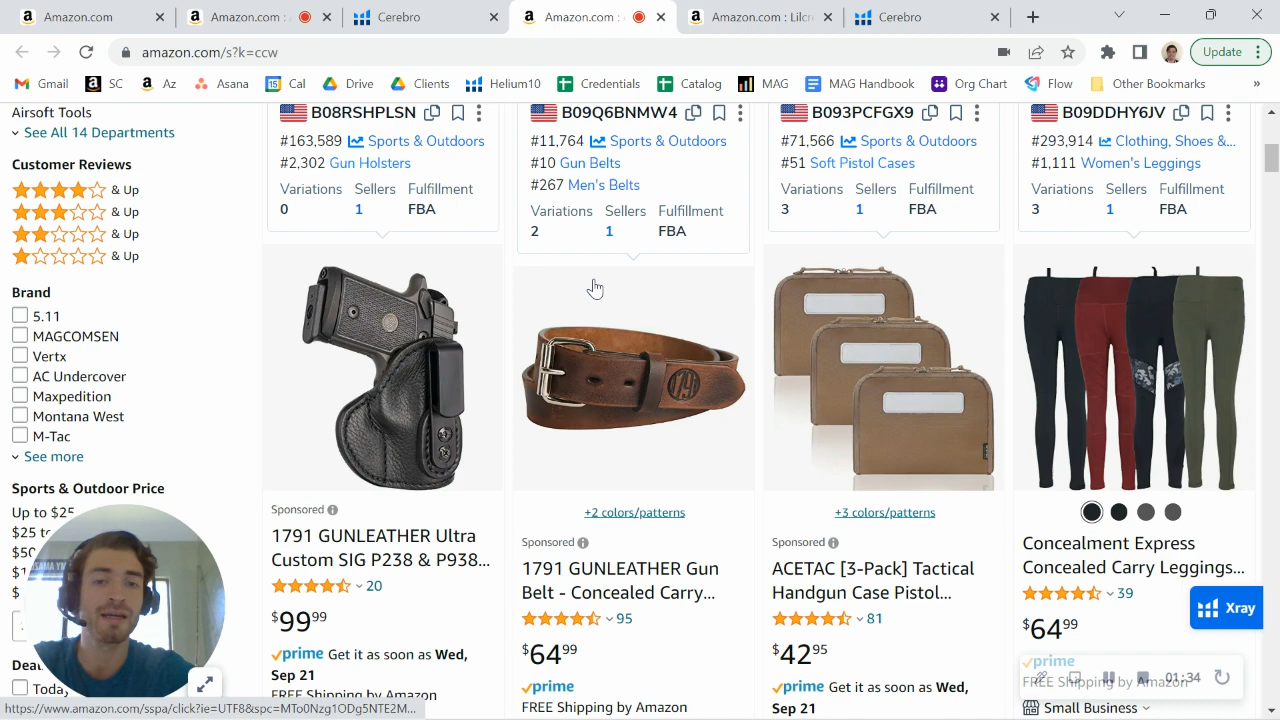 Amazon.com
Amazon.com :
Cerebro
Amazon.com :
Amazon.com : Lilcr
Cerebro
amazon.com/s?k=ccw
Update
Gmail
SC
Az
Asana
Cal
Drive
Clients
Helium10
Credentials
Catalog
MAG
MAG Handbook
Org Chart
Flow
Other Bookmarks
»
Airsoft Tools
See All 14 Departments
Customer Reviews
& Up
& Up
& Up
& Up
Brand
5.11
MAGCOMSEN
Vertx
AC Undercover
Maxpedition
Montana West
M-Tac
See more
Sports & Outdoor Price
Up to $25
$25 to
$50
$
Today
B08RSHPLSN
#163,589 Sports & Outdoors
#2,302 Gun Holsters
Variations Sellers Fulfillment
0 1 FBA
Sponsored
1791 GUNLEATHER Ultra
Custom SIG P238 & P938...
20
$99 99
prime Get it as soon as Wed,
Sep 21
FREE Shipping by Amazon
B09Q6BNMW4
#11,764 Sports & Outdoors
#10 Gun Belts
#267 Men's Belts
Variations Sellers Fulfillment
2 1 FBA
1791
+2 colors/patterns
Sponsored
1791 GUNLEATHER Gun
Belt - Concealed Carry...
95
$64 99
prime
FREE Shipping by Amazon
B093PCFGX9
#71,566 Sports & Outdoors
#51 Soft Pistol Cases
Variations Sellers Fulfillment
3 1 FBA
+3 colors/patterns
Sponsored
ACETAC [3-Pack] Tactical
Handgun Case Pistol...
81
$42 95
prime Get it as soon as Wed,
Sep 21
B09DDHY6JV
#293,914 Clothing, Shoes &...
#1,111 Women's Leggings
Variations Sellers Fulfillment
3 1 FBA
Concealment Express
Concealed Carry Leggings...
39
$64 99
prime
FREE Shipping by Amazon
Small Business
Xray
01:34
https://www.amazon.com/sspa/click?ie=UTF8&spc=MTo0Nzg1ODg5NTE2M...